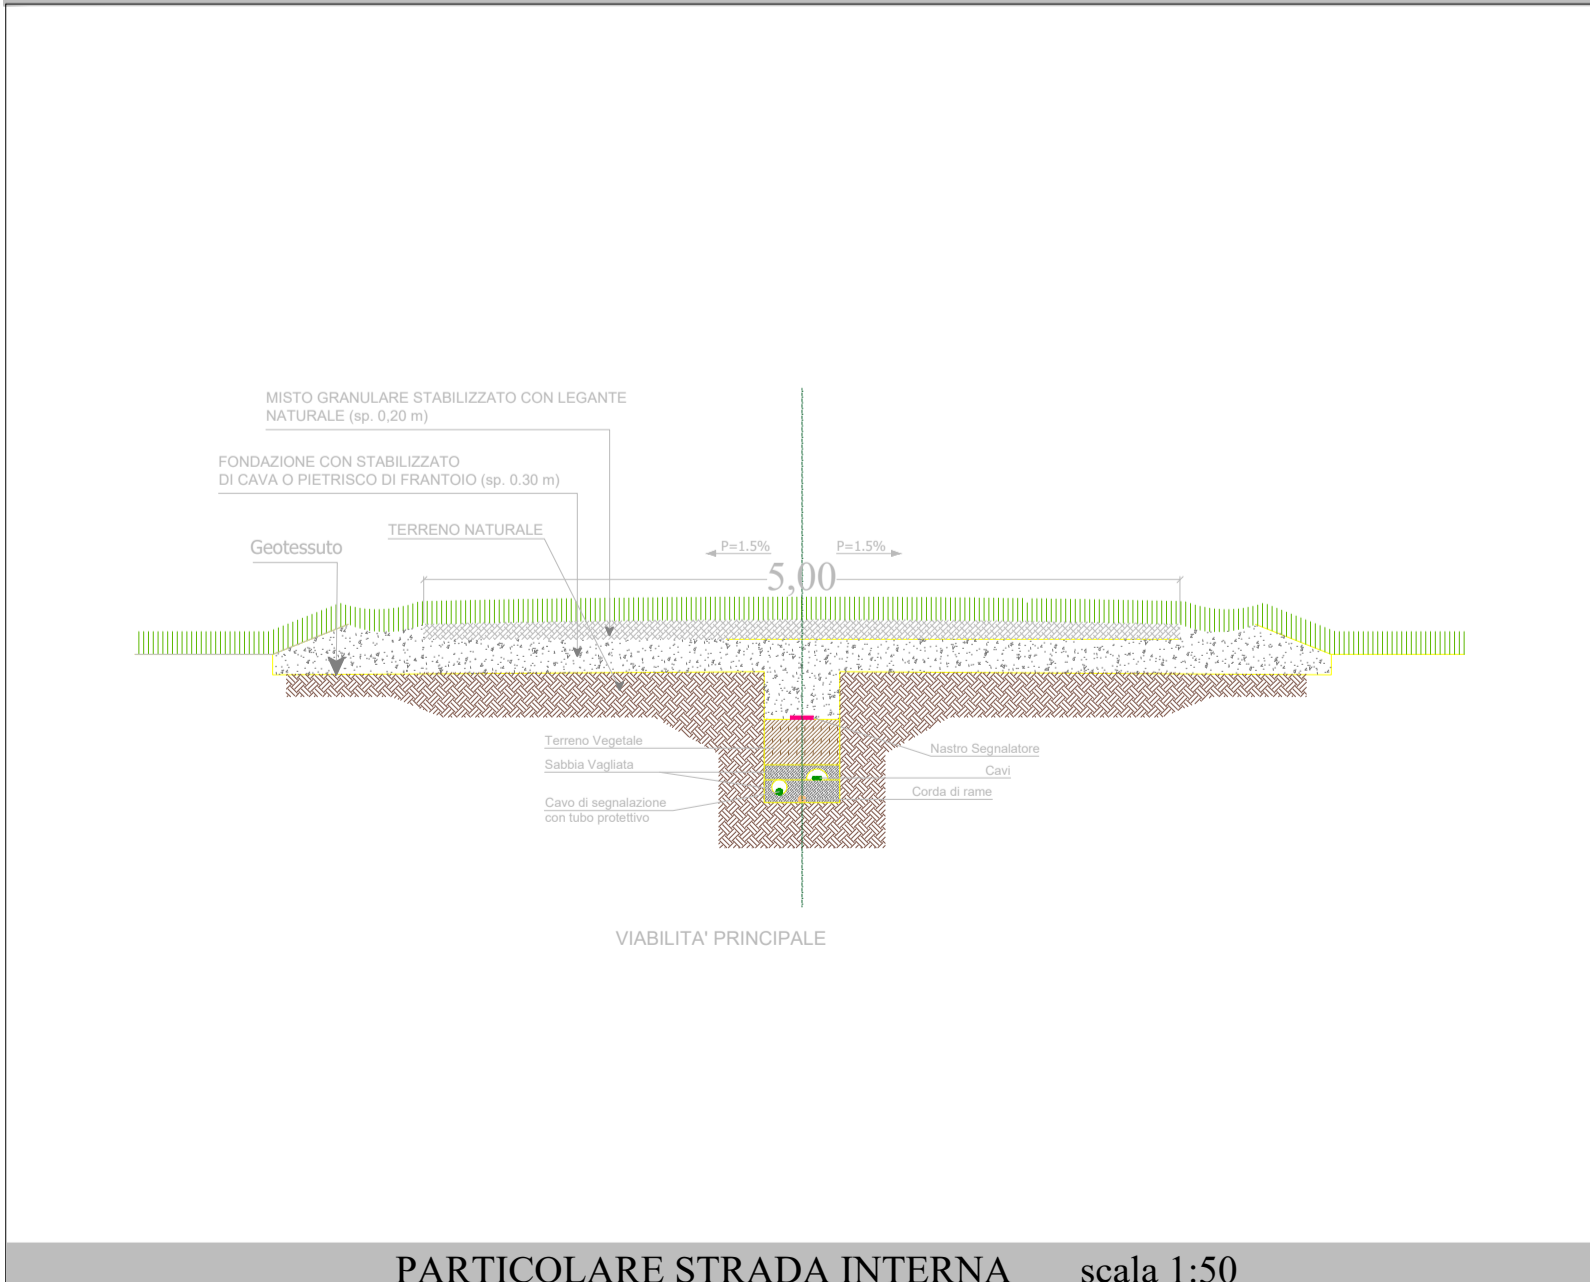 MISTO GRANULARE STABILIZZATO CON LEGANTE
NATURALE (sp. 0,20 m)
FONDAZIONE CON STABILIZZATO
DI CAVA O PIETRISCO DI FRANTOIO (sp. 0.30 m)
TERRENO NATURALE
Geotessuto
P=1.5%
P=1.5%
5,00
Terreno Vegetale
Sabbia Vagliata
Cavo di segnalazione
con tubo protettivo
Nastro Segnalatore
Cavi
Corda di rame
VIABILITA' PRINCIPALE
PARTICOLARE STRADA INTERNA scala 1:50